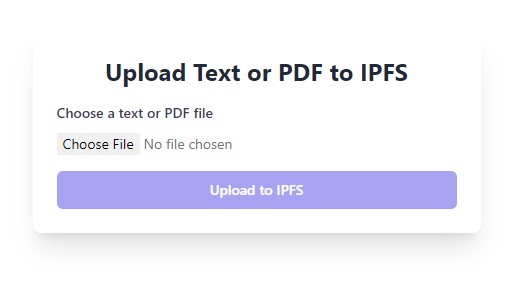 Upload Text or PDF to IPFS
Choose a text or PDF file
Choose File No file chosen
Upload to IPFS